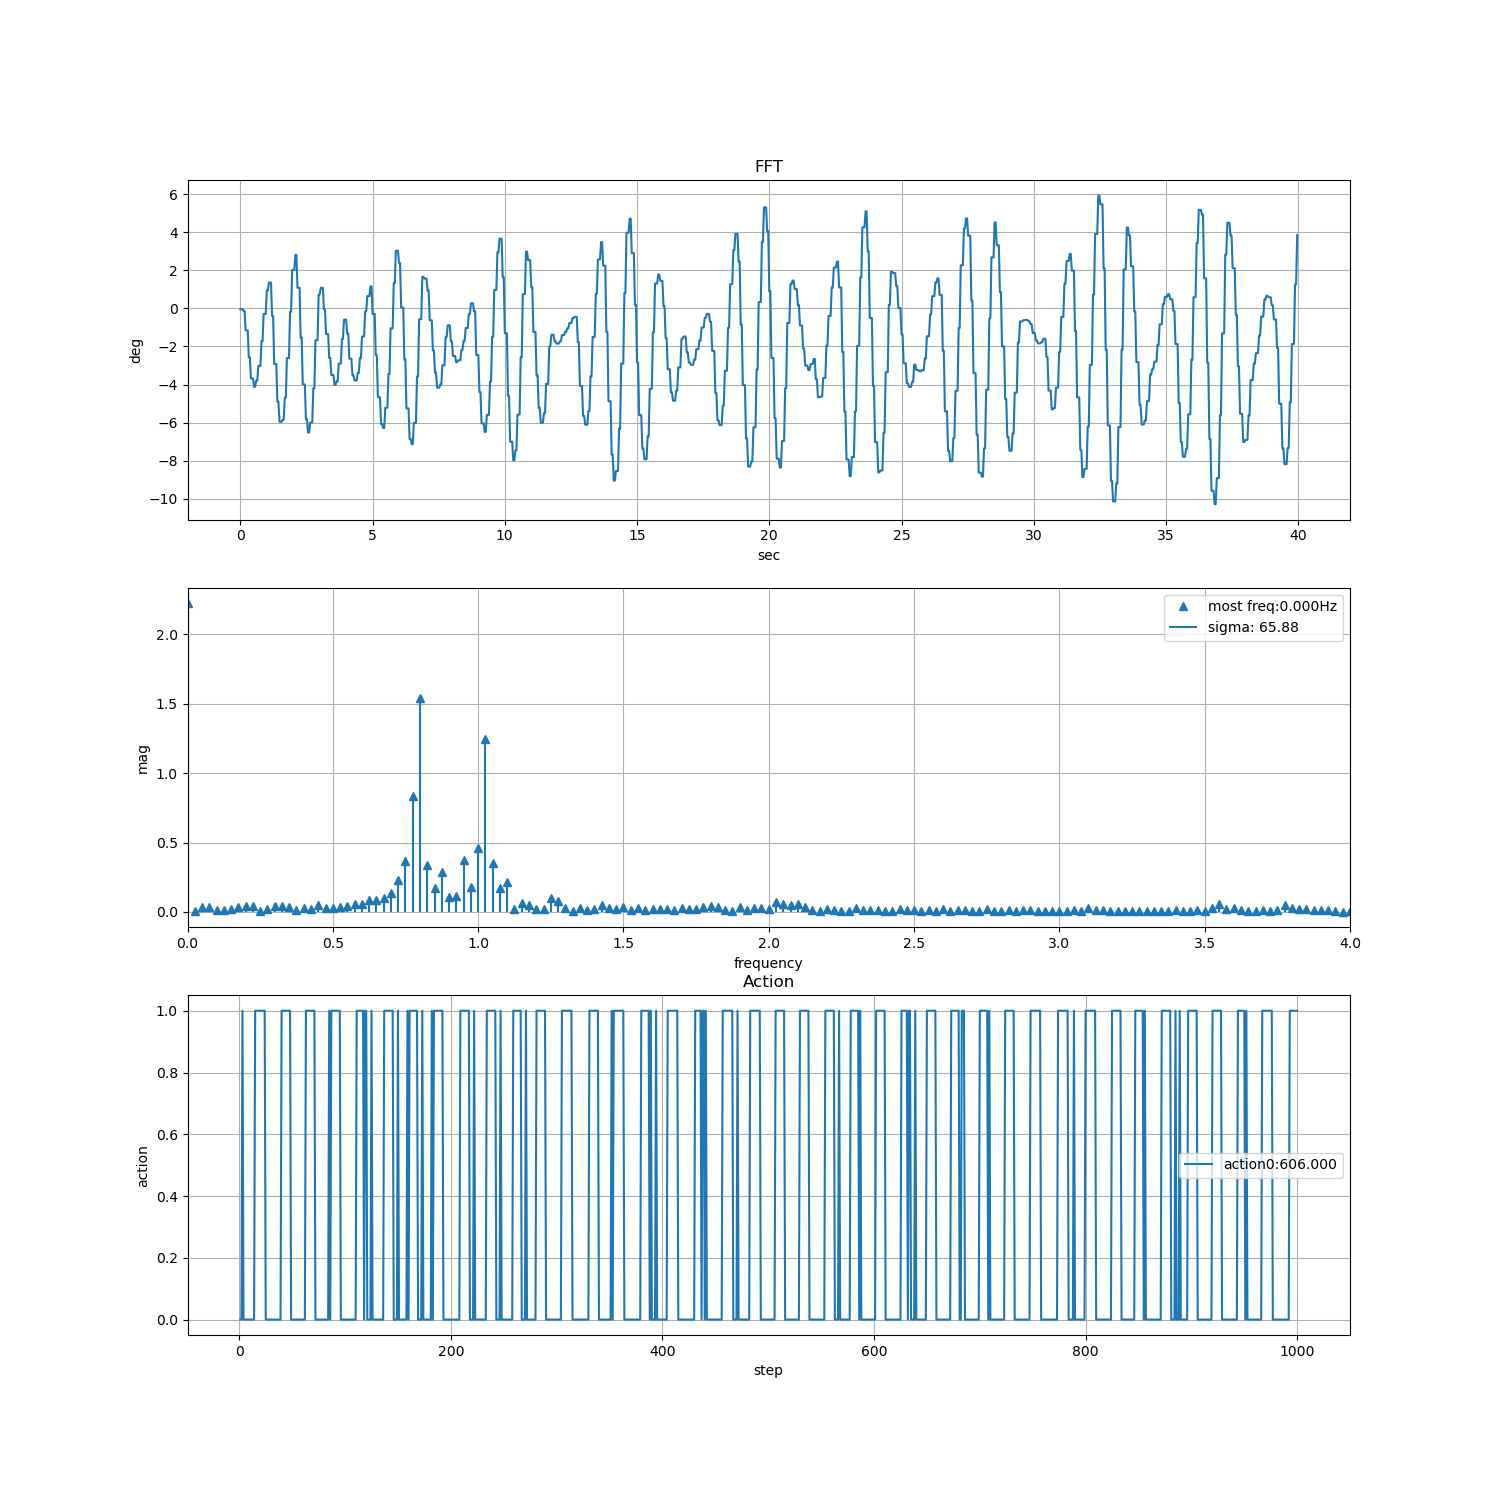 FFT
6
4
2
0
−2
−4
−6
−8
−10
deg
0 5 10 15 20 25 30 35 40
sec
most freq:0.000Hz
sigma: 65.88
2.0
1.5
1.0
0.5
0.0
mag
0.0 0.5 1.0 1.5 2.0 2.5 3.0 3.5 4.0
frequency
Action
1.0
0.8
0.6
0.4
0.2
0.0
action
action0:606.000
0 200 400 600 800 1000
step